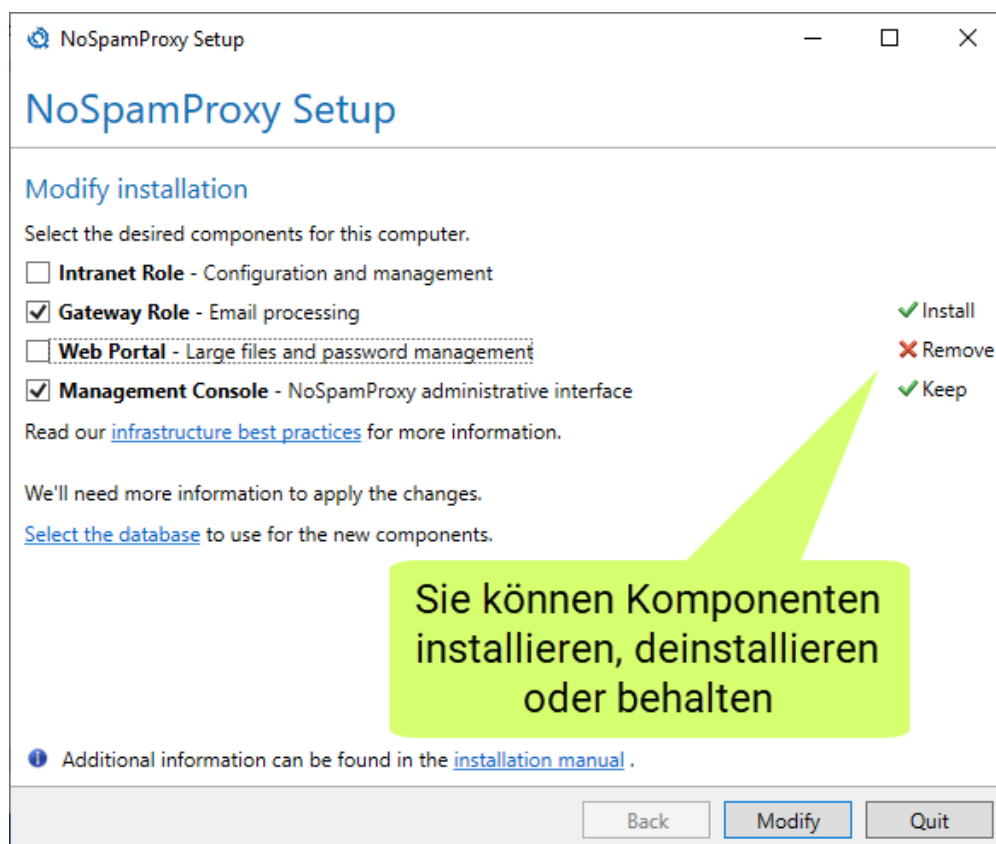 NoSpamProxy Setup
NoSpamProxy Setup
Modify installation
Select the desired components for this computer.
Intranet Role - Configuration and management
Gateway Role - Email processing
Install
Web Portal - Large files and password management
Remove
Management Console - NoSpamProxy administrative interface
Keep
Read our infrastructure best practices for more information.
We'll need more information to apply the changes.
Select the database to use for the new components.
Sie können Komponenten
installieren, deinstallieren
oder behalten
Additional information can be found in the installation manual .
Back
Modify
Quit